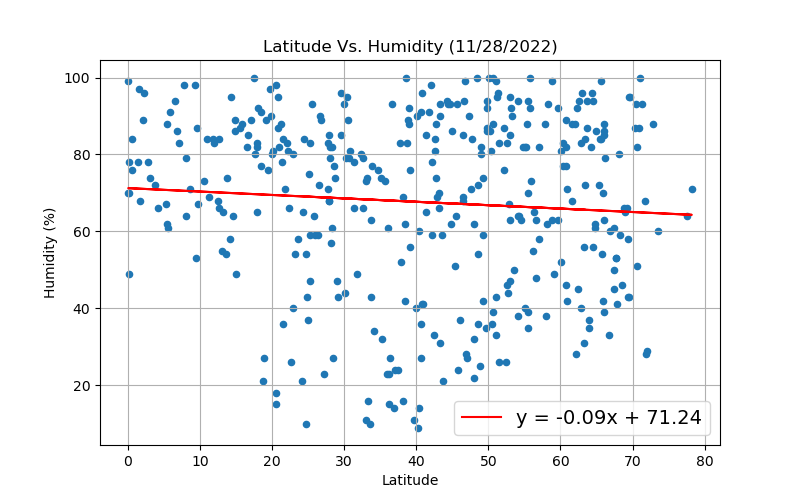 Latitude Vs. Humidity (11/28/2022)
100
80
60
40
20
Humidity (%)
y = -0.09x + 71.24
0 10 20 30 40 50 60 70 80
Latitude